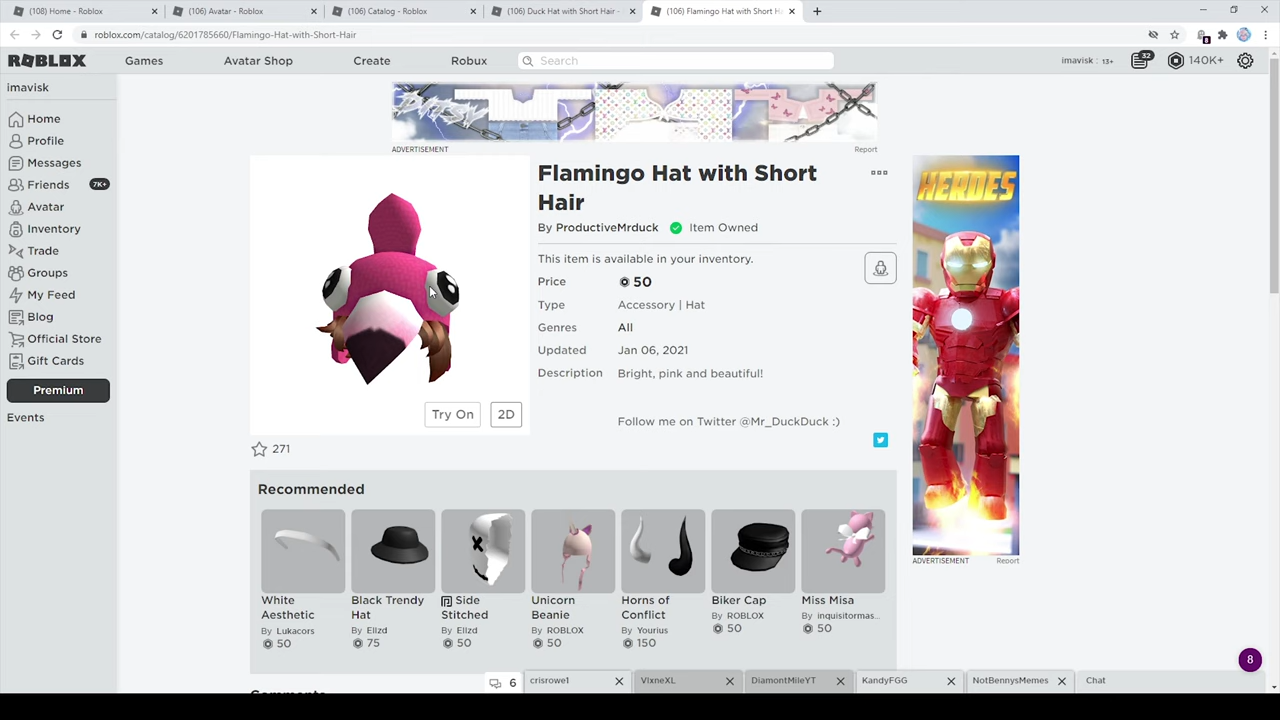 (108) Home - Roblox
(106) Avatar - Roblox
(106) Catalog - Roblox
(106) Duck Hat with Short Hair -
(106) Flamingo Hat with Short H
roblox.com/catalog/6201785660/Flamingo-Hat-with-Short-Hair
8
ROBLOX
Games
Avatar Shop
Create
Robux
Search
imavisk : 13+
32
140K+
imavisk
Home
Profile
Messages
Friends 7K+
Avatar
Inventory
Trade
Groups
My Feed
Blog
Official Store
Gift Cards
Premium
Events
DITSY
ADVERTISEMENT
Report
Flamingo Hat with Short
Hair
By ProductiveMrduck Item Owned
This item is available in your inventory.
Price 50
Type Accessory | Hat
Genres All
Updated Jan 06, 2021
Description Bright, pink and beautiful!
Follow me on Twitter @Mr_DuckDuck :)
Try On
2D
271
HEROES
ADVERTISEMENT
Report
Recommended
White
Aesthetic
By Lukacors
50
Black Trendy
Hat
By Ellzd
75
Side
Stitched
By Ellzd
50
Unicorn
Beanie
By ROBLOX
50
Horns of
Conflict
By Yourius
150
Biker Cap
By ROBLOX
50
Miss Misa
By inquisitormas...
50
Comments
8
6
crisrowe1
VIxneXL
DiamontMileYT
KandyFGG
NotBennysMemes
Chat